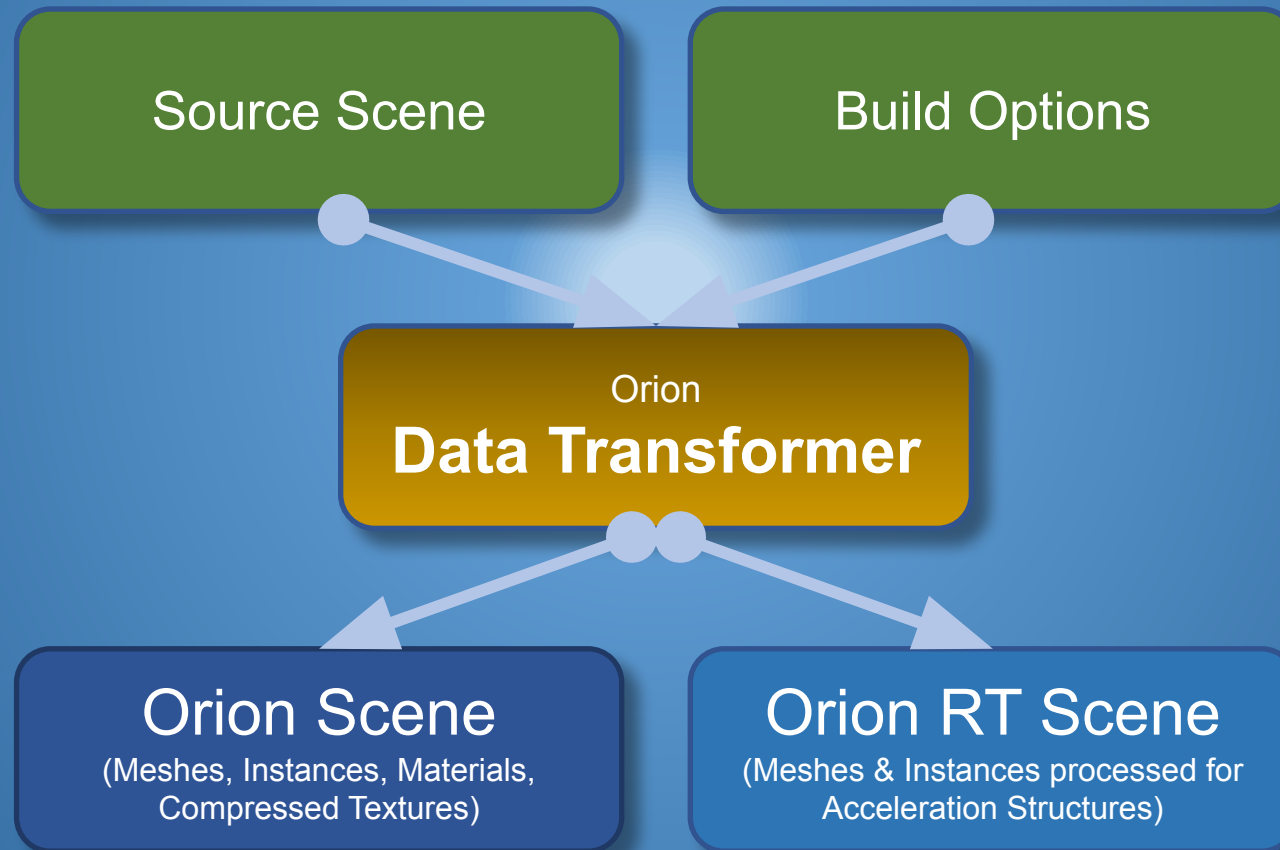 Source Scene
Build Options
Orion
Data Transformer
Orion Scene
(Meshes, Instances, Materials,
Compressed Textures)
Orion RT Scene
(Meshes & Instances processed for
Acceleration Structures)